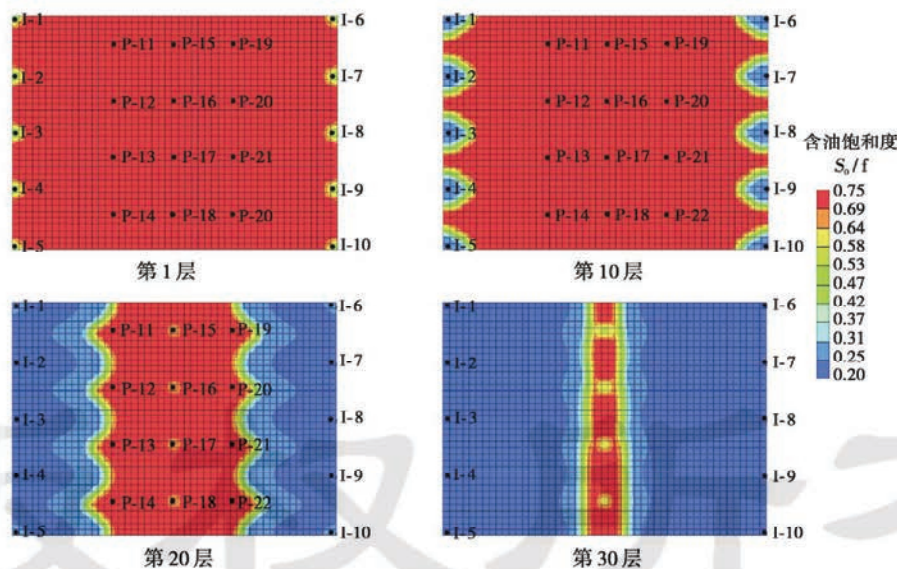 I-1 I-6
P-11 P-15 P-19
I-2 I-7
P-12 P-16 P-20
I-3 I-8
P-13 P-17 P-21
I-4 I-9
P-14 P-18 P-20
I-5 I-10
第1层
I-1 I-6
P-11 P-15 P-19
I-2 I-7
P-12 P-16 P-20
I-3 I-8
P-13 P-17 P-21
I-4 I-9
P-14 P-18 P-22
I-5 I-10
第10层
I-1 I-6
P-11 P-15 P-19
I-2 I-7
P-12 P-16 P-20
I-3 I-8
P-13 P-17 P-21
I-4 I-9
P-14 P-18 P-22
I-5 I-10
第20层
I-1 I-6
I-2 I-7
I-3 I-8
I-4 I-9
I-5 I-10
第30层
含油饱和度
S₀/f
0.75
0.69
0.64
0.58
0.53
0.47
0.42
0.37
0.31
0.25
0.20